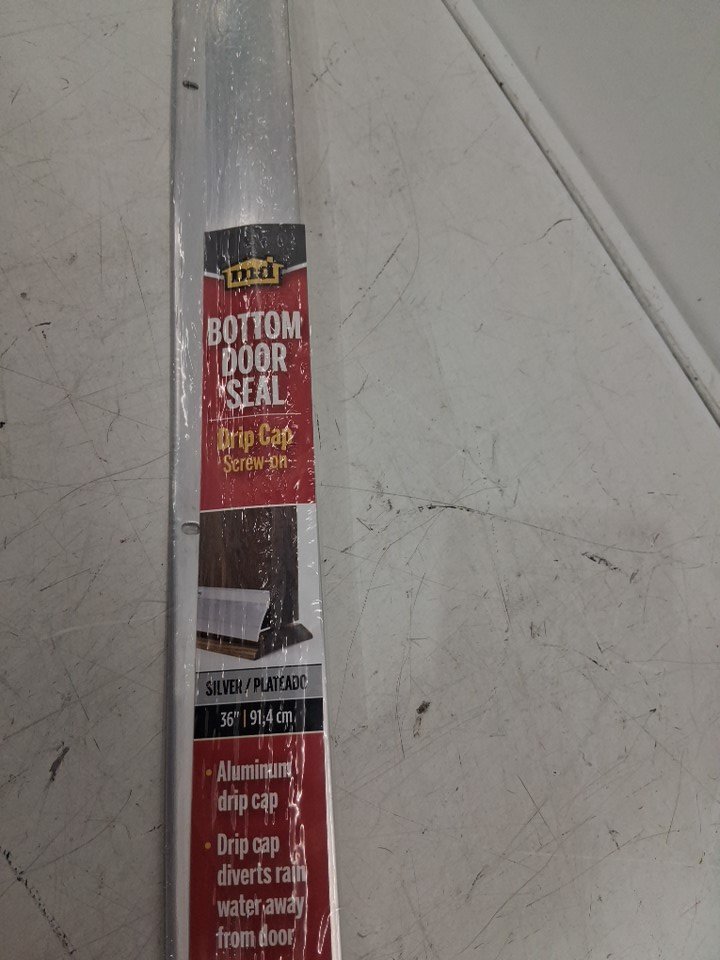 md
BOTTOM
DOOR
SEAL
Drip Cap
Screw-on
SILVER / PLATEADO
36" | 91,4 cm
• Aluminum
drip cap
• Drip cap
diverts rain
water away
from door